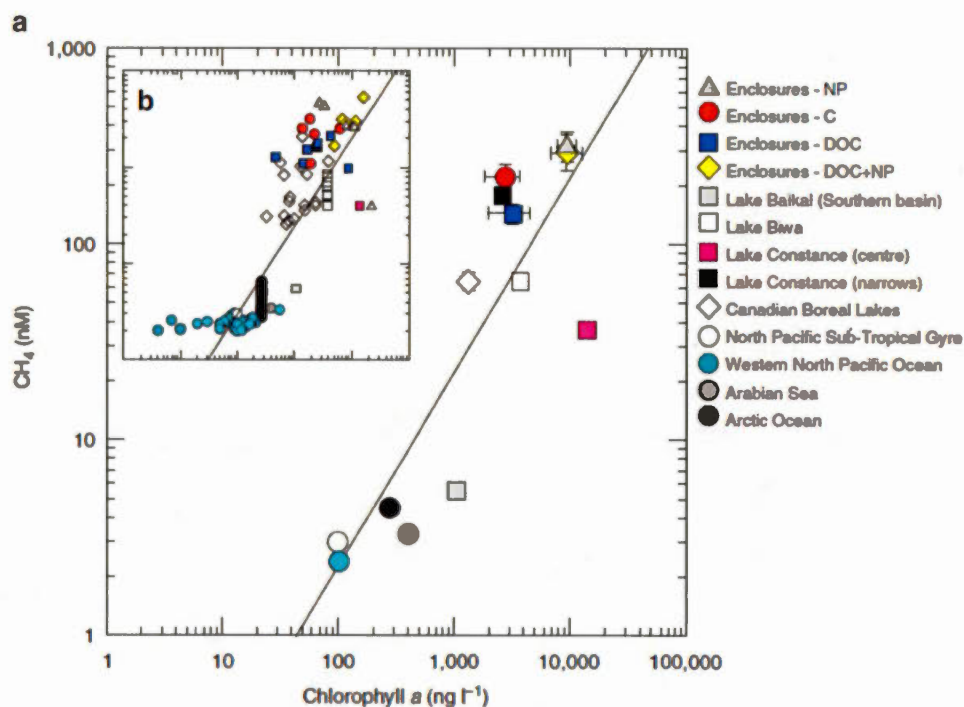 a
1,000
b
100
10
1
CH₄ (nM)
1 10 100 1,000 10,000 100,000
Chlorophyll a (ng l⁻¹)
Enclosures - NP
Enclosures - C
Enclosures - DOC
Enclosures - DOC+NP
Lake Baikal (Southern basin)
Lake Biwa
Lake Constance (centre)
Lake Constance (narrows)
Canadian Boreal Lakes
North Pacific Sub-Tropical Gyre
Western North Pacific Ocean
Arabian Sea
Arctic Ocean